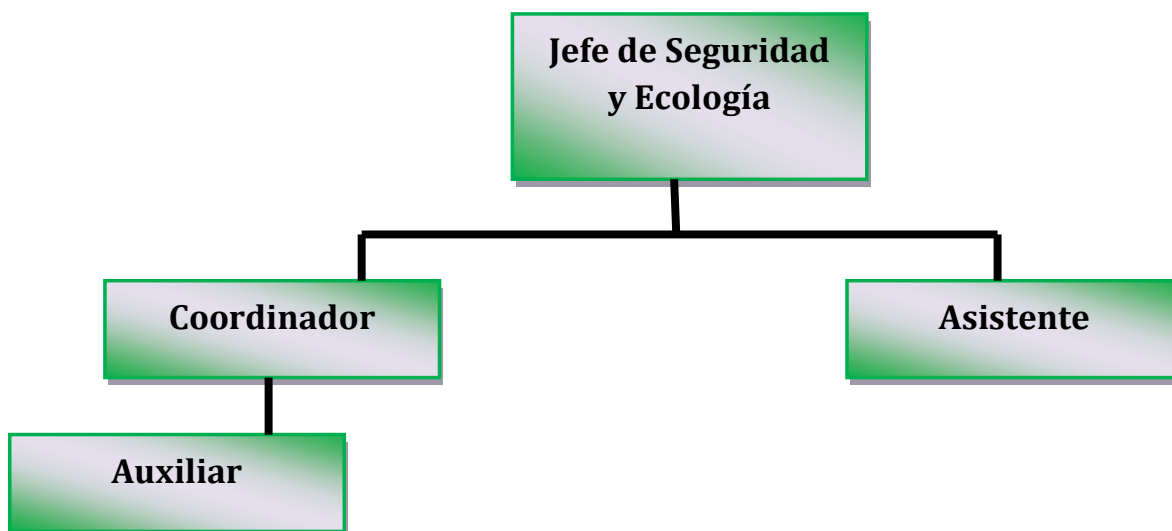 Jefe de Seguridad
y Ecología
Coordinador
Asistente
Auxiliar